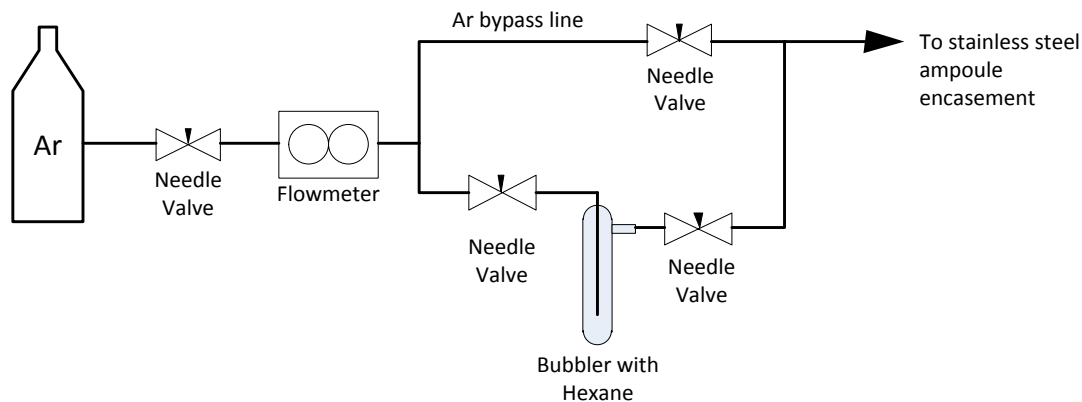 Ar bypass line
To stainless steel
ampoule
encasement
Needle
Valve
Ar
Needle
Valve
Flowmeter
Needle
Valve
Needle
Valve
Bubbler with
Hexane